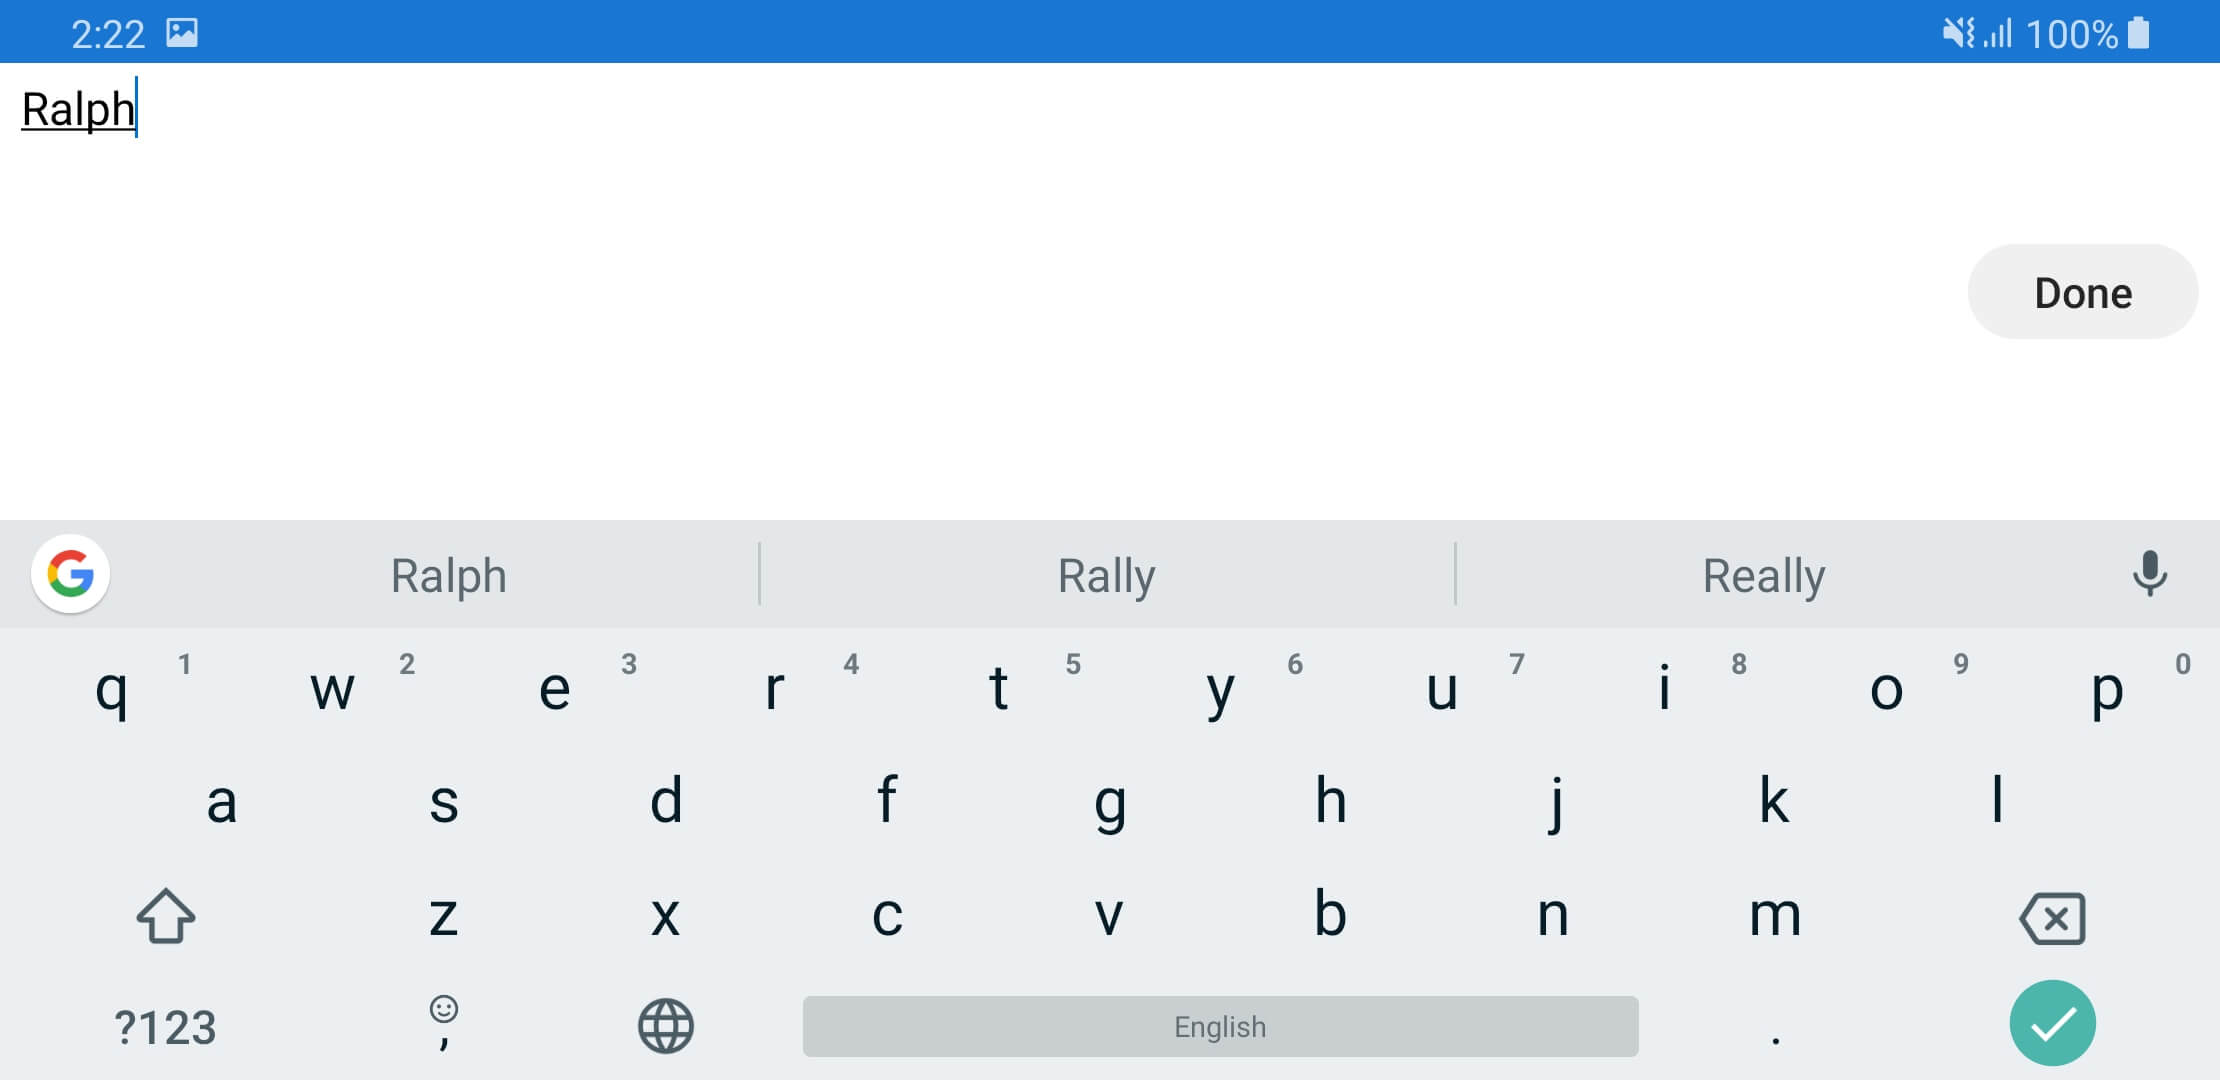 2:22 100%
Ralph
Done
Ralph Rally Really
q 1 w 2 e 3 r 4 t 5 y 6 u 7 i 8 o 9 p 0
a s d f g h j k l
z x c v b n m
?123 , English .